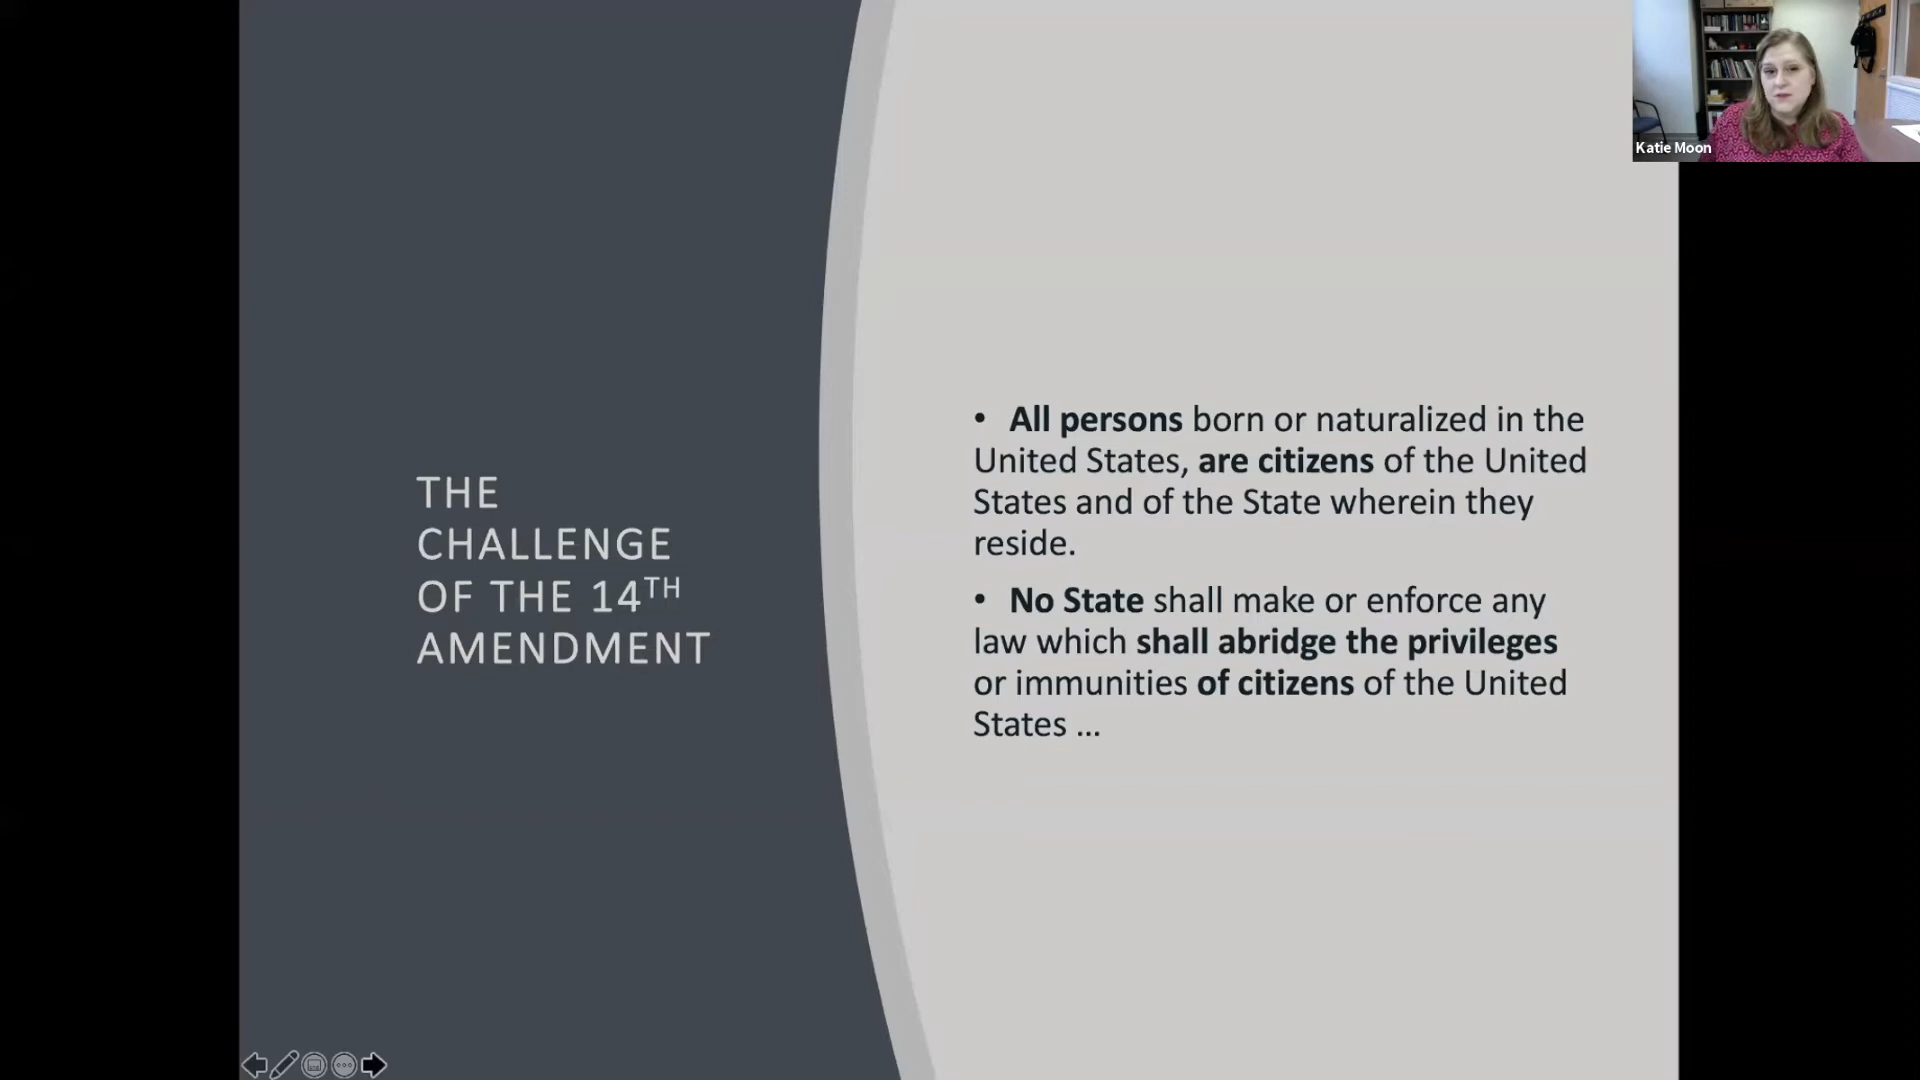 Katie Moon
THE
CHALLENGE
OF THE 14TH
AMENDMENT
• All persons born or naturalized in the
United States, are citizens of the United
States and of the State wherein they
reside.
• No State shall make or enforce any
law which shall abridge the privileges
or immunities of citizens of the United
States ...